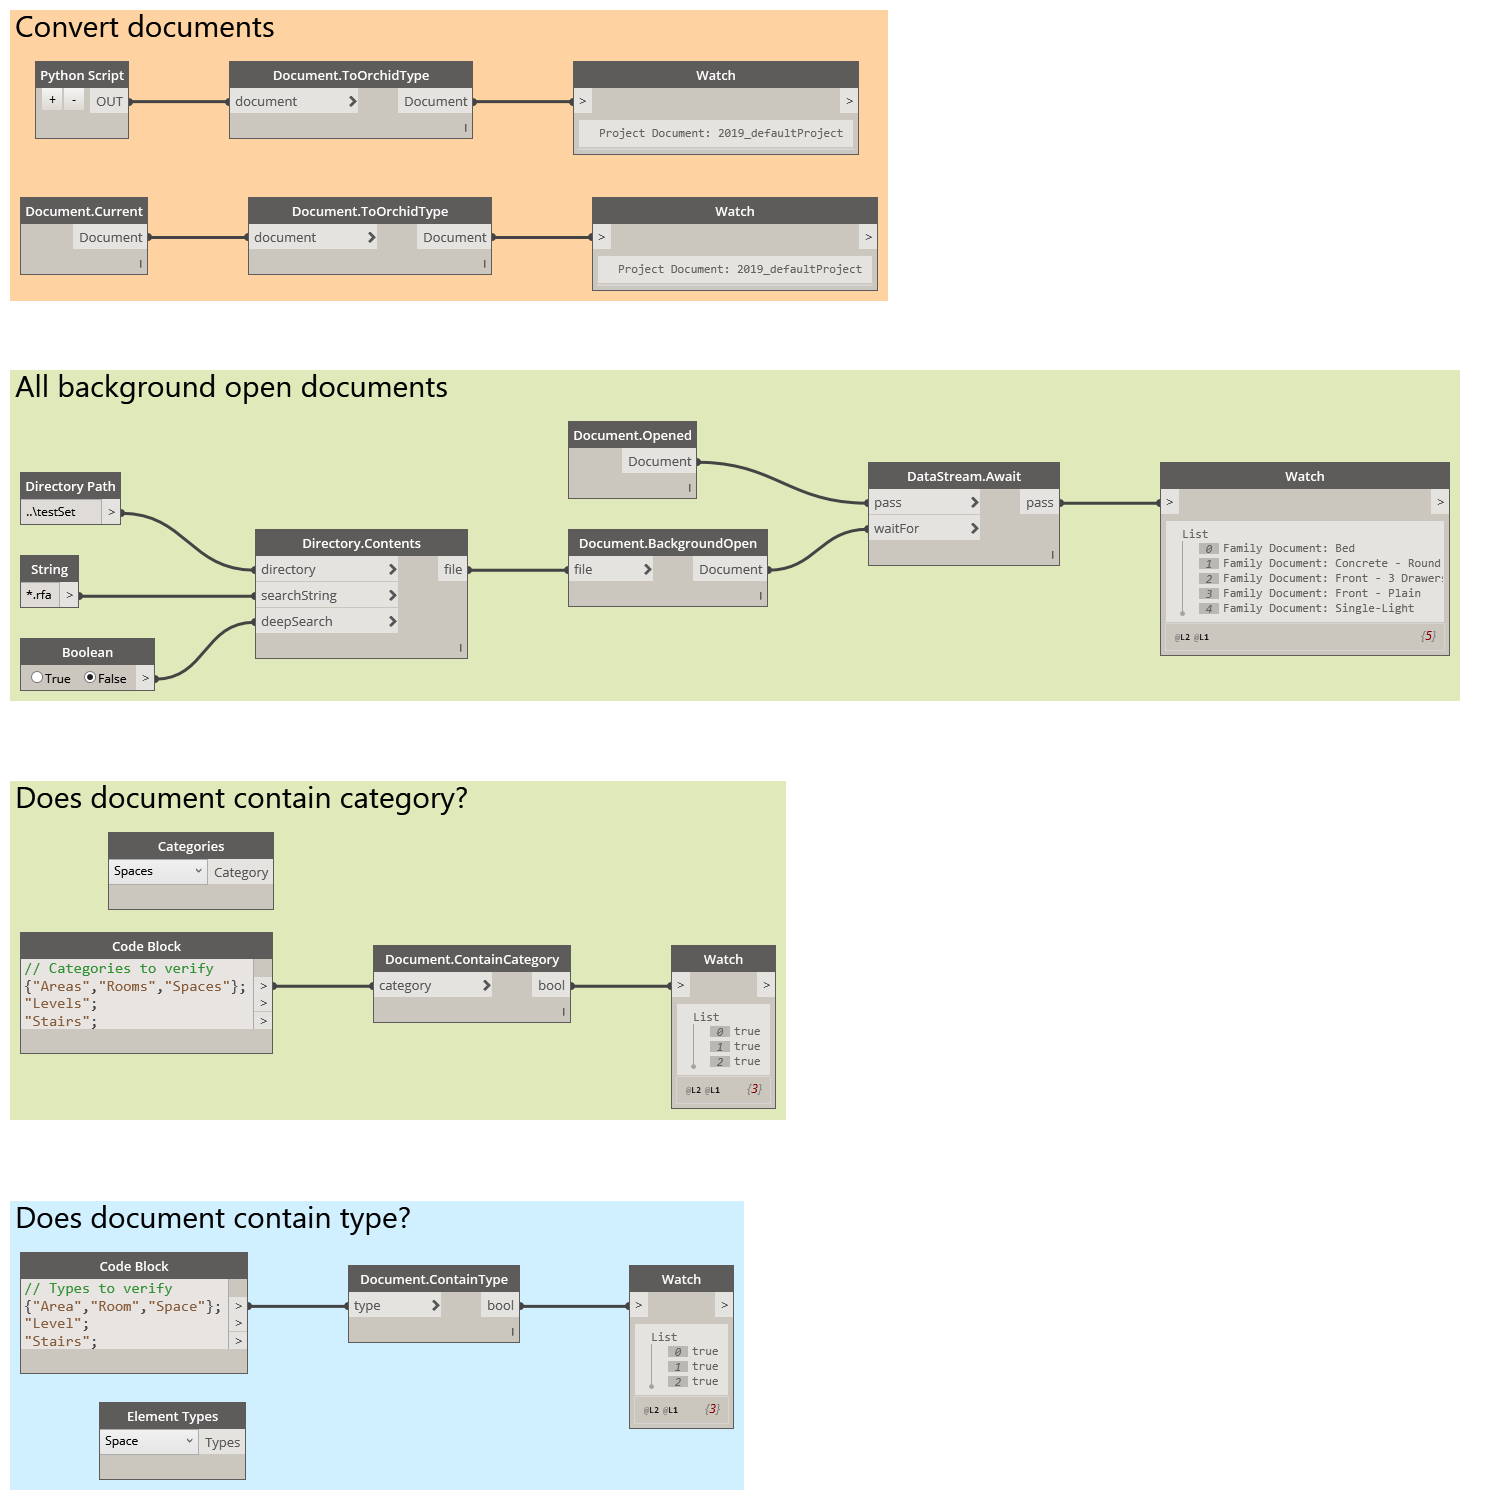 Convert documents
Python Script
+ - OUT
Document.ToOrchidType
document > Document
Watch
> >
Project Document: 2019_defaultProject
Document.Current
Document
Document.ToOrchidType
document > Document
Watch
> >
Project Document: 2019_defaultProject
All background open documents
Directory Path
..\testSet >
String
*.rfa >
Boolean
True False >
Directory.Contents
directory > file
searchString >
deepSearch >
Document.Opened
Document
Document.BackgroundOpen
file > Document
DataStream.Await
pass > pass
waitFor >
Watch
> >
List
0 Family Document: Bed
1 Family Document: Concrete - Round
2 Family Document: Front - 3 Drawer
3 Family Document: Front - Plain
4 Family Document: Single-Light
@L2 @L1 {5}
Does document contain category?
Categories
Spaces Category
Code Block
// Categories to verify
{"Areas","Rooms","Spaces"}; >
"Levels"; >
"Stairs"; >
Document.ContainCategory
category > bool
Watch
> >
List
0 true
1 true
2 true
@L2 @L1 {3}
Does document contain type?
Code Block
// Types to verify
{"Area","Room","Space"}; >
"Level"; >
"Stairs"; >
Document.ContainType
type > bool
Watch
> >
List
0 true
1 true
2 true
@L2 @L1 {3}
Element Types
Space Types